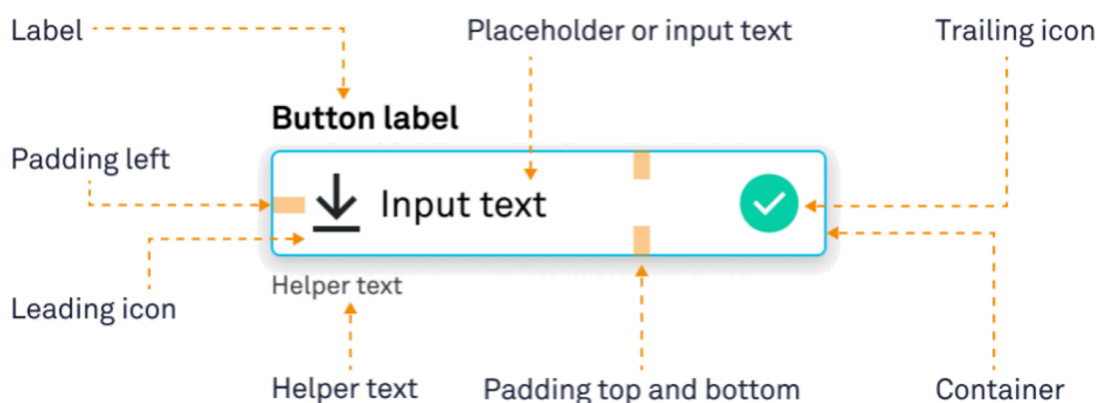 Label
Placeholder or input text
Trailing icon
Button label
Padding left
Input text
Helper text
Leading icon
Helper text
Padding top and bottom
Container